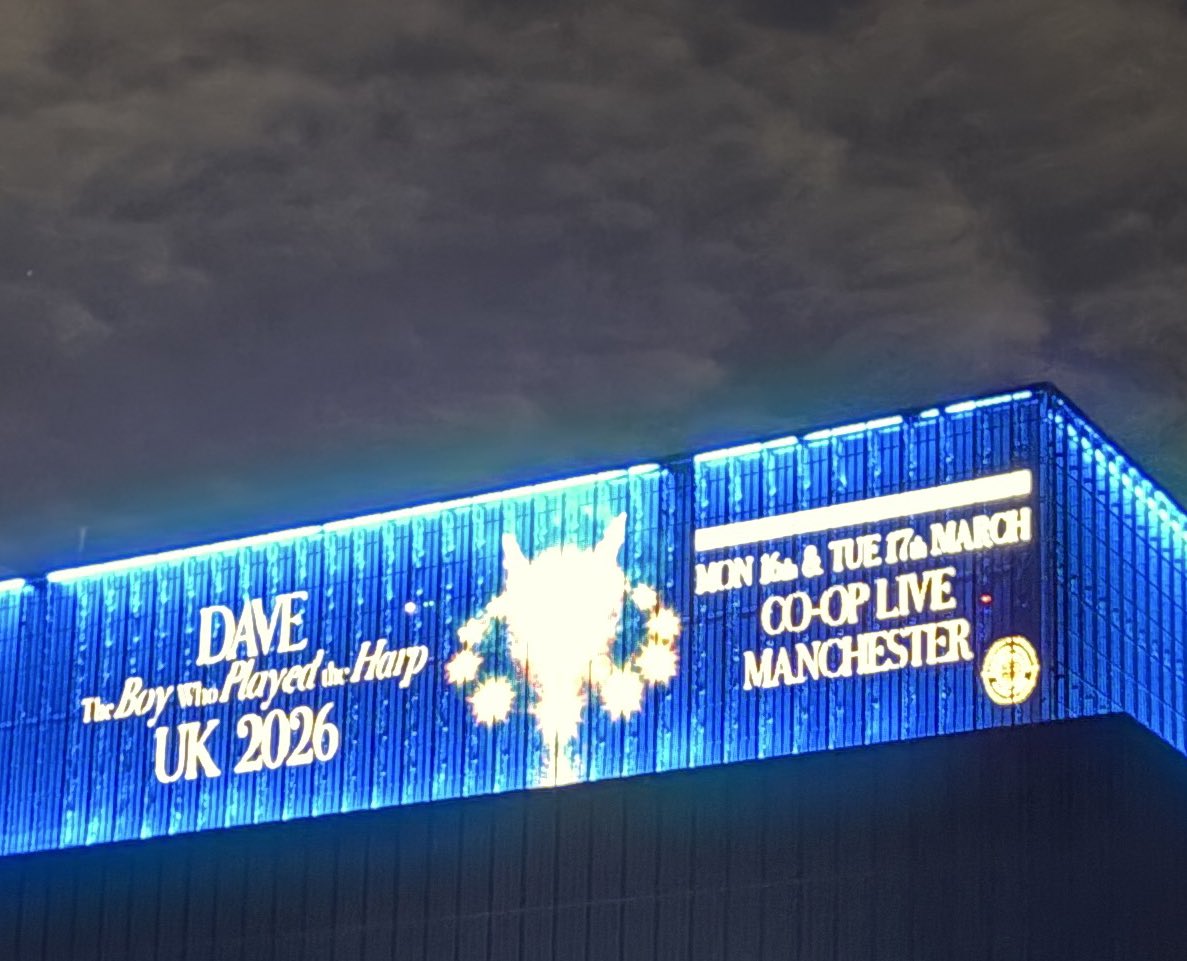 DAVE
The Boy Who Played the Harp
UK 2026
MON 16th & TUE 17th MARCH
CO-OP LIVE
MANCHESTER